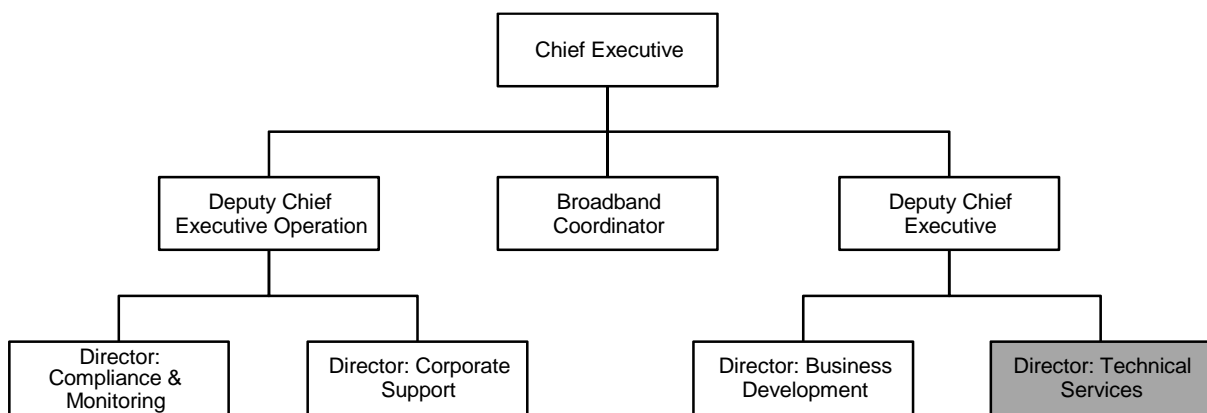 Chief Executive
Deputy Chief
Executive Operation
Broadband
Coordinator
Deputy Chief
Executive
Director:
Compliance &
Monitoring
Director: Corporate
Support
Director: Business
Development
Director: Technical
Services